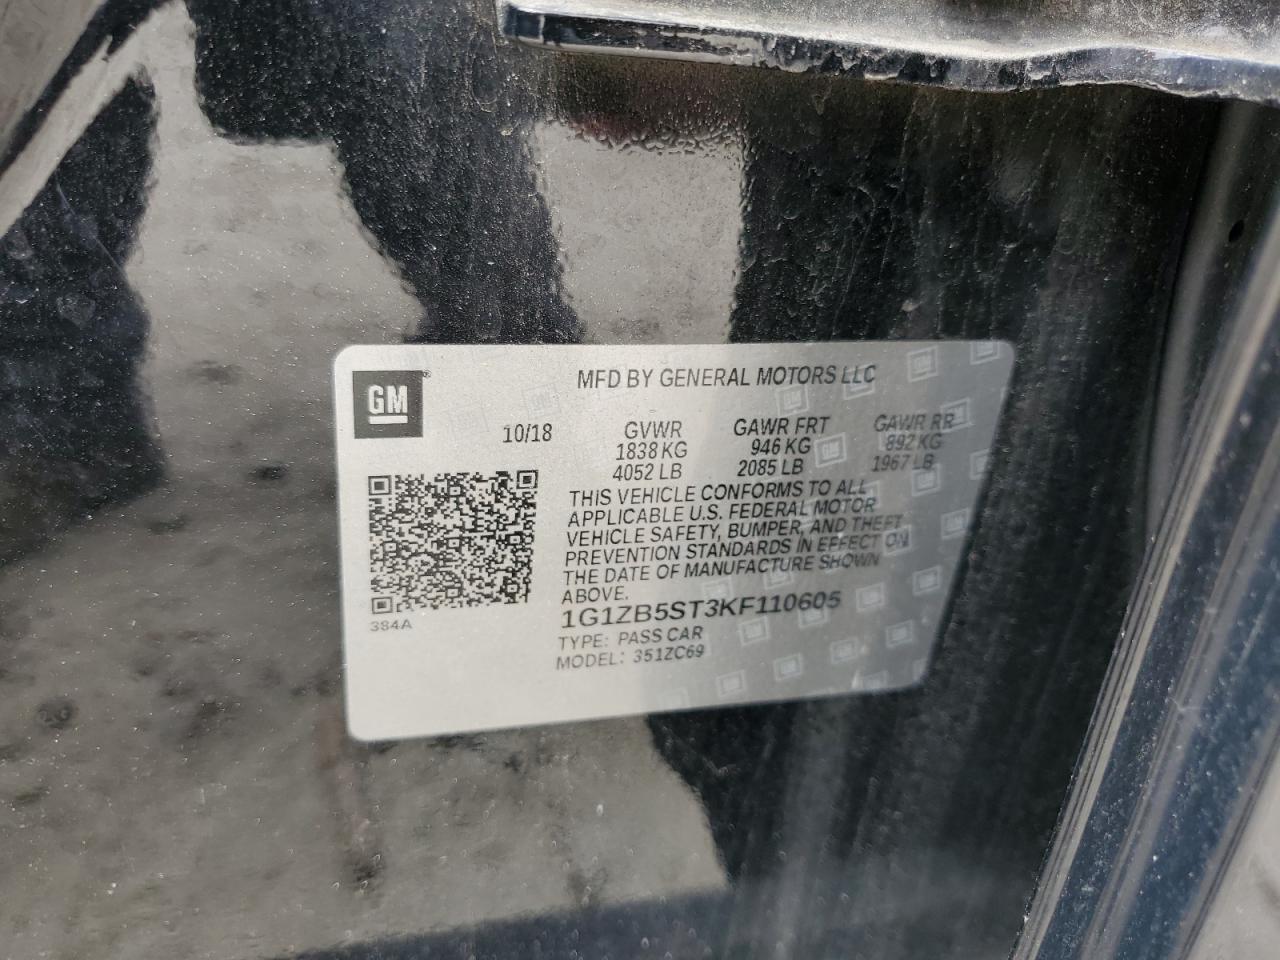 GM®
MFD BY GENERAL MOTORS LLC
10/18 GVWR GAWR FRT GAWR RR
1838 KG 946 KG 892 KG
4052 LB 2085 LB 1967 LB
THIS VEHICLE CONFORMS TO ALL
APPLICABLE U.S. FEDERAL MOTOR
VEHICLE SAFETY, BUMPER, AND THEFT
PREVENTION STANDARDS IN EFFECT ON
THE DATE OF MANUFACTURE SHOWN
ABOVE.
384A
1G1ZB5ST3KF110605
TYPE: PASS CAR
MODEL: 351ZC69